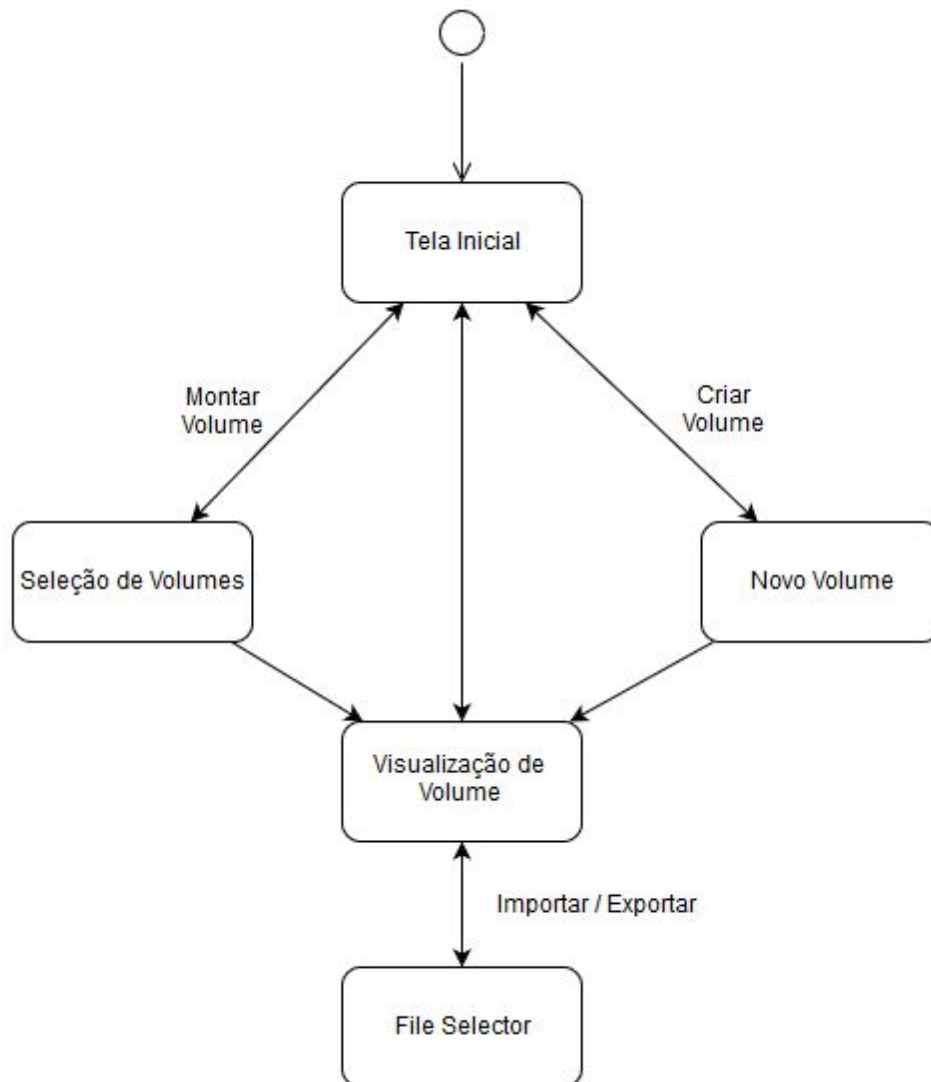 Tela Inicial
Montar
Volume
Criar
Volume
Seleção de Volumes
Novo Volume
Visualização de
Volume
Importar / Exportar
File Selector